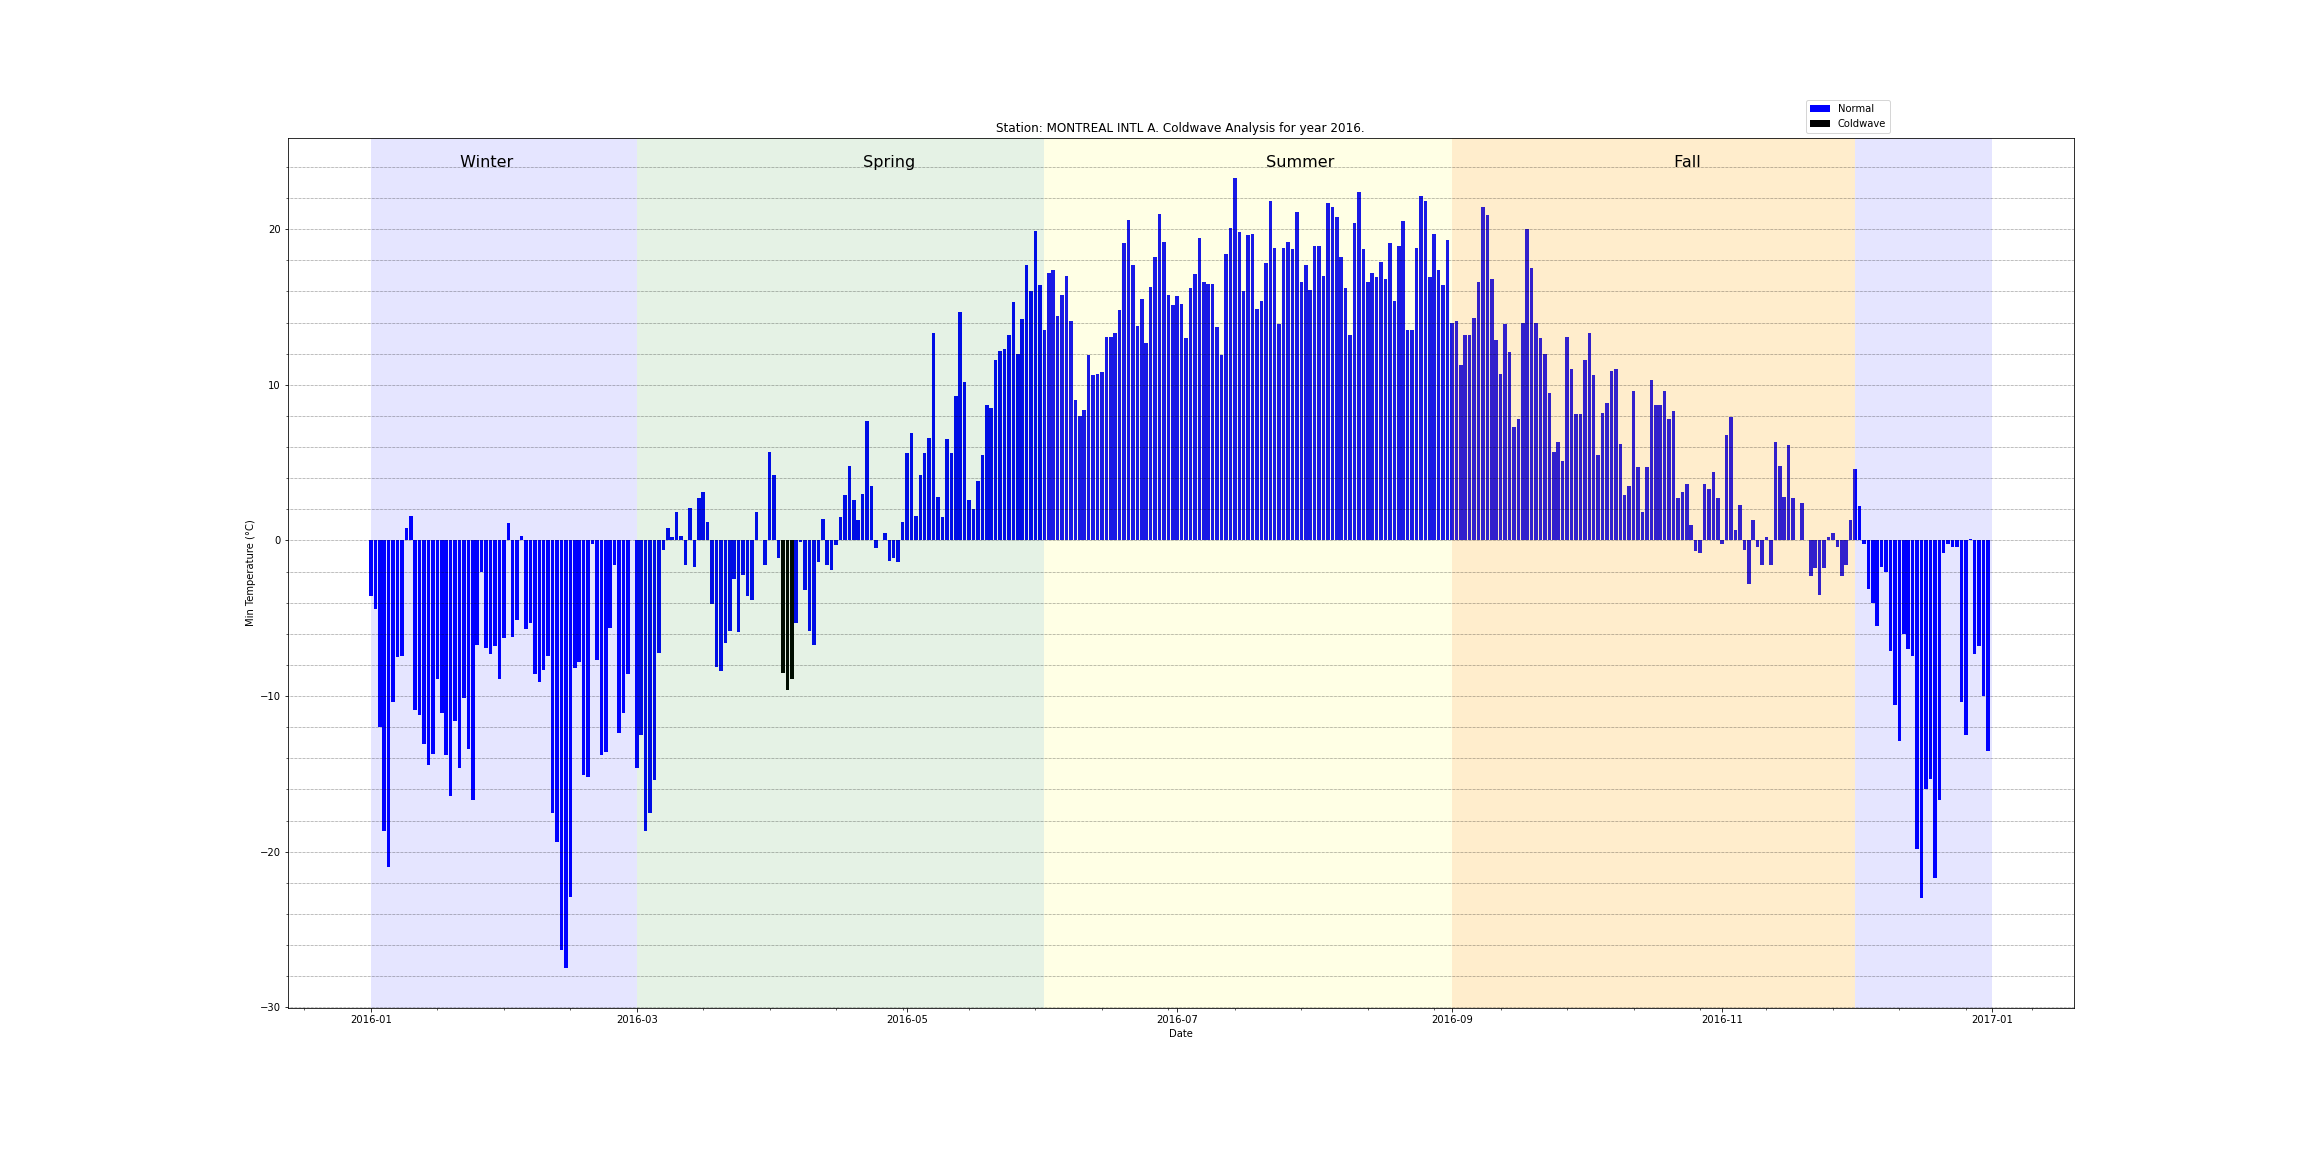 Normal
Coldwave
Station: MONTREAL INTL A. Coldwave Analysis for year 2016.
Winter Spring Summer Fall
20
10
0
−10
−20
−30
Min Temperature (°C)
2016-01 2016-03 2016-05 2016-07 2016-09 2016-11 2017-01
Date